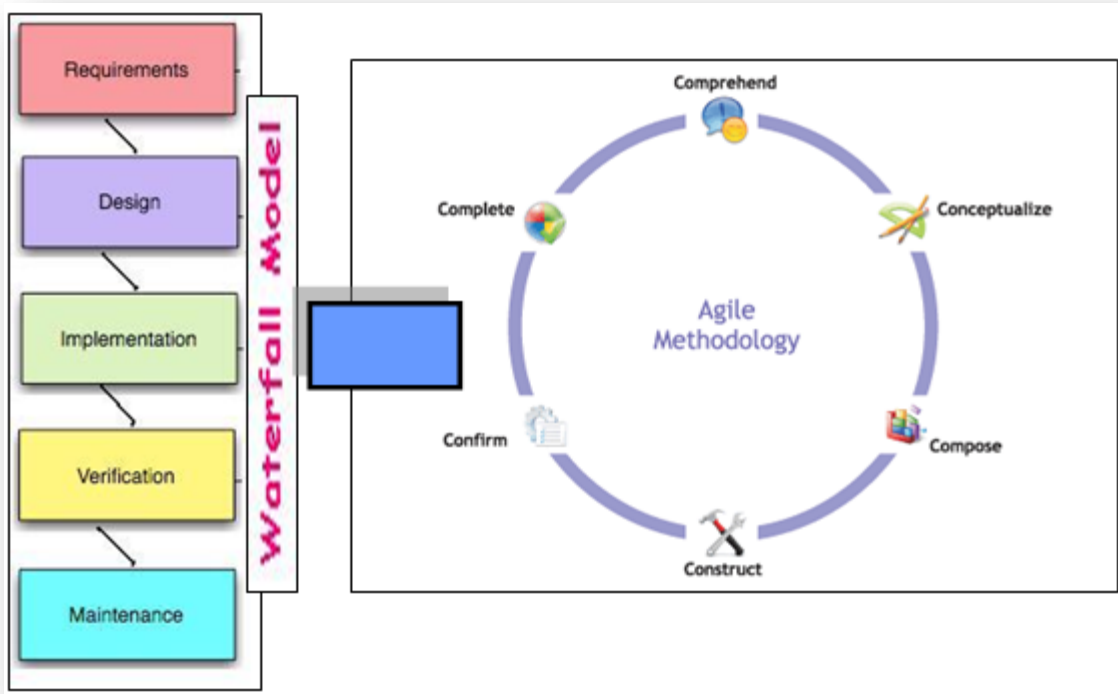 Requirements
Design
Implementation
Verification
Maintenance
Waterfall Model
Comprehend
Conceptualize
Compose
Construct
Confirm
Complete
Agile
Methodology